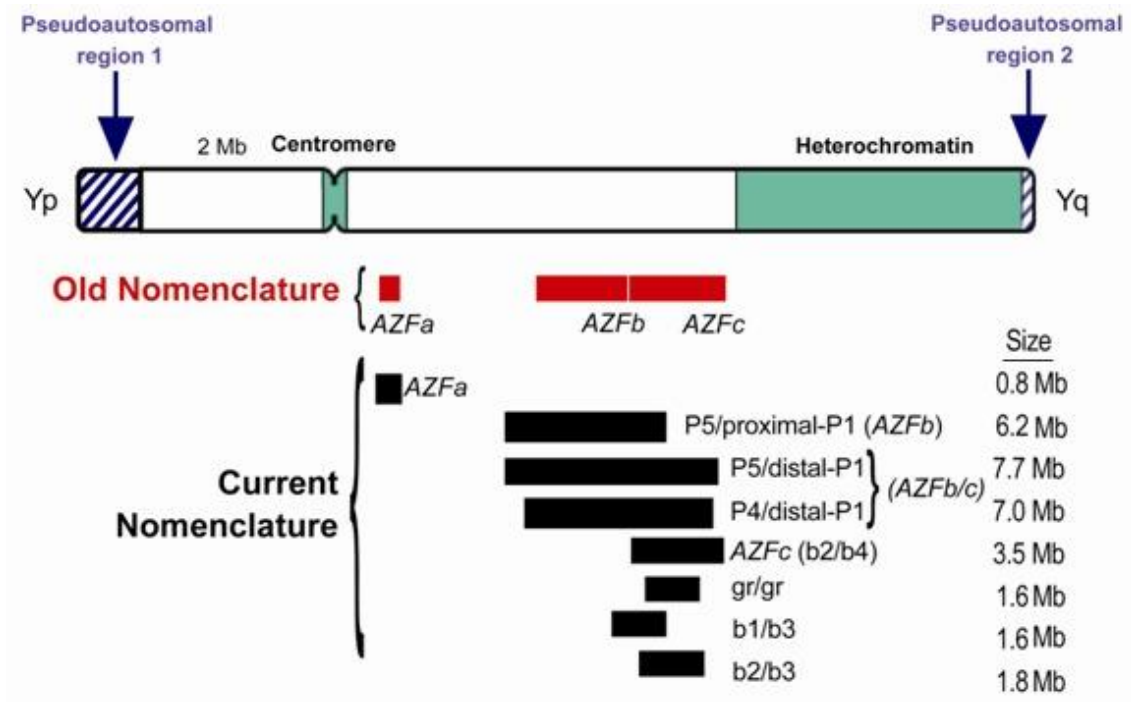 Pseudoautosomal
region 1
Pseudoautosomal
region 2
2 Mb
Centromere
Heterochromatin
Yp
Yq
Old Nomenclature
AZFa
AZFb
AZFc
Size
AZFa
0.8 Mb
P5/proximal-P1 (AZFb)
6.2 Mb
Current
Nomenclature
P5/distal-P1
7.7 Mb
(AZFb/c)
P4/distal-P1
7.0 Mb
AZFc (b2/b4)
3.5 Mb
gr/gr
1.6 Mb
b1/b3
1.6 Mb
b2/b3
1.8 Mb